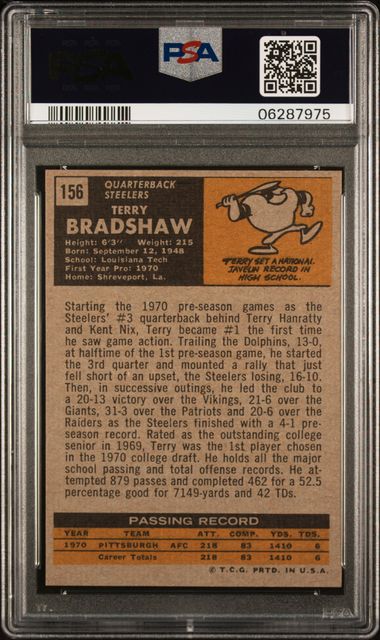 PSA
PSA
06287975
156
QUARTERBACK
STEELERS
TERRY
BRADSHAW
Height: 6'3" Weight: 215
Born: September 12, 1948
School: Louisiana Tech
First Year Pro: 1970
Home: Shreveport, La.
TERRY SET A NATIONAL
JAVELIN RECORD IN
HIGH SCHOOL.
Starting the 1970 pre-season games as the
Steelers' #3 quarterback behind Terry Hanratty
and Kent Nix, Terry became #1 the first time
he saw game action. Trailing the Dolphins, 13-0,
at halftime of the 1st pre-season game, he started
the 3rd quarter and mounted a rally that just
fell short of an upset, the Steelers losing, 16-10.
Then, in successive outings, he led the club to
a 20-13 victory over the Vikings, 21-6 over the
Giants, 31-3 over the Patriots and 20-6 over the
Raiders as the Steelers finished with a 4-1 pre-
season record. Rated as the outstanding college
senior in 1969, Terry was the 1st player chosen
in the 1970 college draft. He holds all the major
school passing and total offense records. He at-
tempted 879 passes and completed 462 for a 52.5
percentage good for 7149-yards and 42 TDs.
PASSING RECORD
YEAR TEAM ATT. COMP. YDS. TDS.
1970 PITTSBURGH AFC 218 83 1410 6
Career Totals 218 83 1410 6
© T.C.G. PRTD. IN U.S.A.
PSA